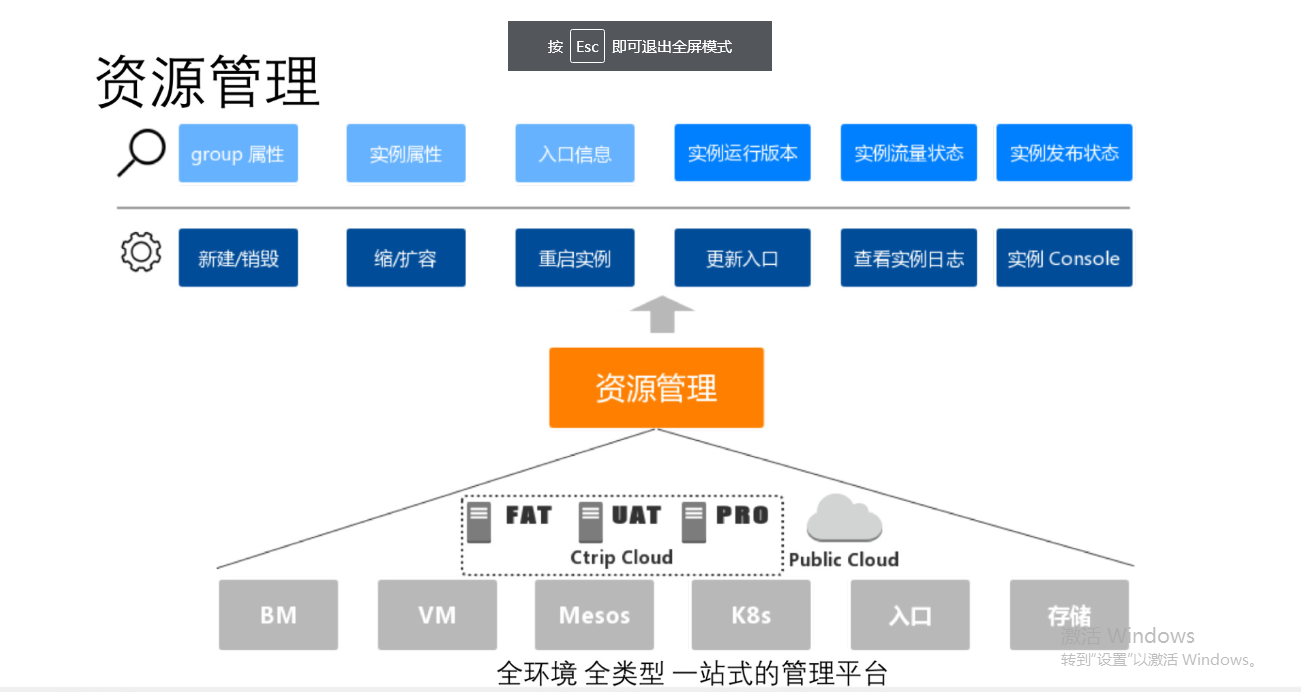 按 Esc 即可退出全屏模式
资源管理
group 属性 实例属性 入口信息 实例运行版本 实例流量状态 实例发布状态
新建/销毁 缩/扩容 重启实例 更新入口 查看实例日志 实例 Console
资源管理
FAT UAT PRO
Ctrip Cloud
Public Cloud
BM VM Mesos K8s 入口 存储
激活 Windows
转到"设置"以激活 Windows。
全环境 全类型 一站式的管理平台